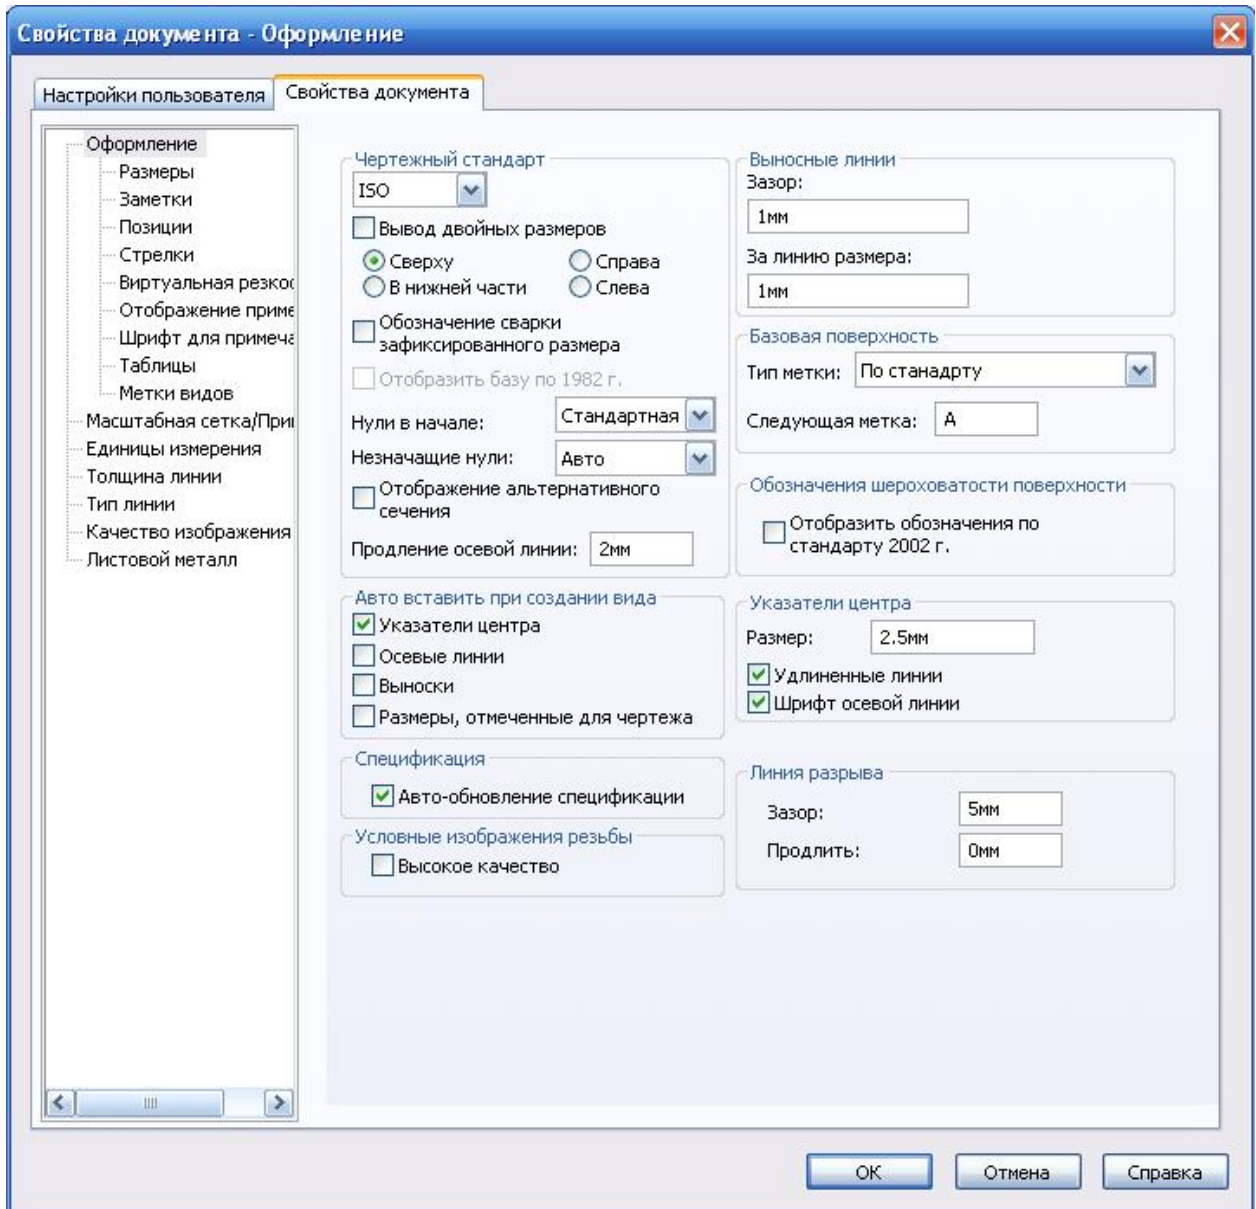 Свойства документа - Оформление
Настройки пользователя
Свойства документа
Оформление
Размеры
Заметки
Позиции
Стрелки
Виртуальная резкос
Отображение приме
Шрифт для примеча
Таблицы
Метки видов
Масштабная сетка/При
Единицы измерения
Толщина линии
Тип линии
Качество изображения
Листовой металл
Чертежный стандарт
ISO
Вывод двойных размеров
Сверху
Справа
В нижней части
Слева
Обозначение сварки
зафиксированного размера
Отобразить базу по 1982 г.
Нули в начале:
Стандартная
Незначащие нули:
Авто
Отображение альтернативного
сечения
Продление осевой линии:
2мм
Авто вставить при создании вида
Указатели центра
Осевые линии
Выноски
Размеры, отмеченные для чертежа
Спецификация
Авто-обновление спецификации
Условные изображения резьбы
Высокое качество
Выносные линии
Зазор:
1мм
За линию размера:
1мм
Базовая поверхность
Тип метки:
По станадрту
Следующая метка:
А
Обозначения шероховатости поверхности
Отобразить обозначения по
стандарту 2002 г.
Указатели центра
Размер:
2.5мм
Удлиненные линии
Шрифт осевой линии
Линия разрыва
Зазор:
5мм
Продлить:
0мм
OK
Отмена
Справка